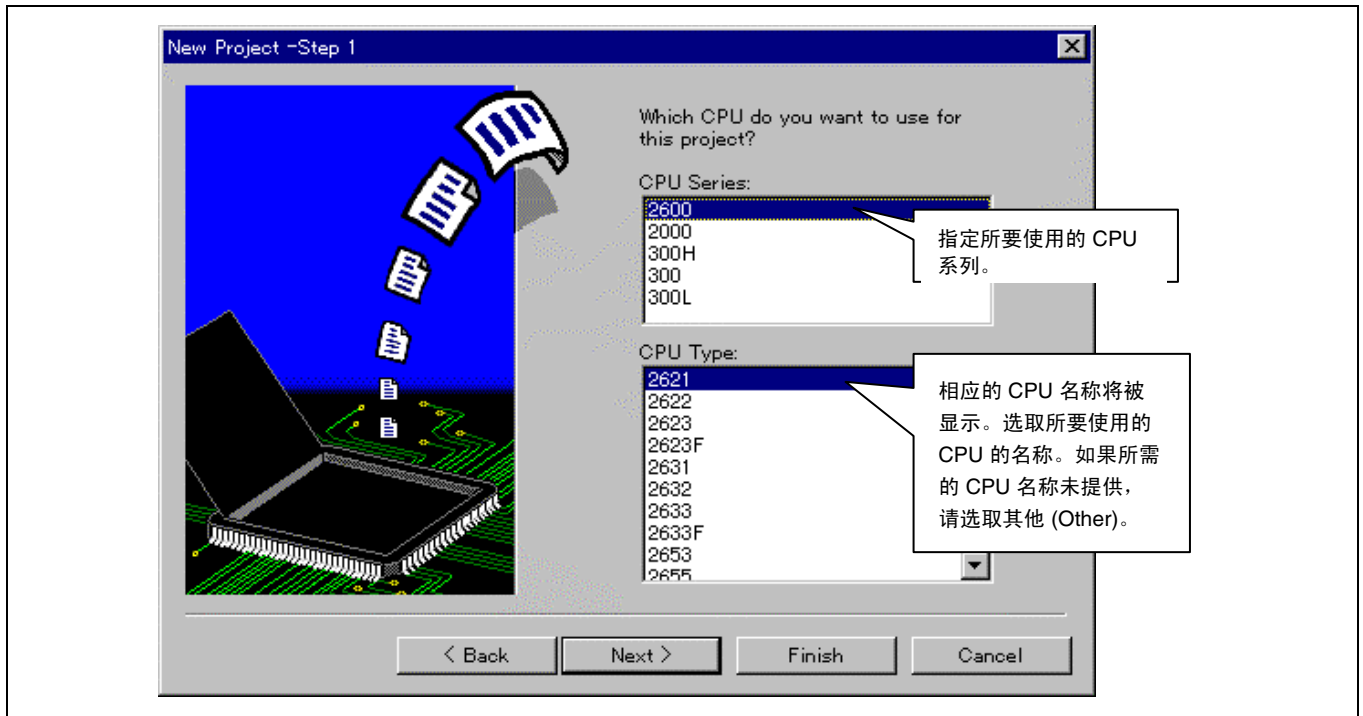 New Project -Step 1
Which CPU do you want to use for
this project?
CPU Series:
2600
2000
300H
300
300L
指定所要使用的 CPU
系列。
CPU Type:
2621
2622
2623
2623F
2631
2632
2633
2633F
2653
2655
相应的 CPU 名称将被
显示。选取所要使用的
CPU 的名称。如果所需
的 CPU 名称未提供，
请选取其他 (Other)。
< Back
Next >
Finish
Cancel